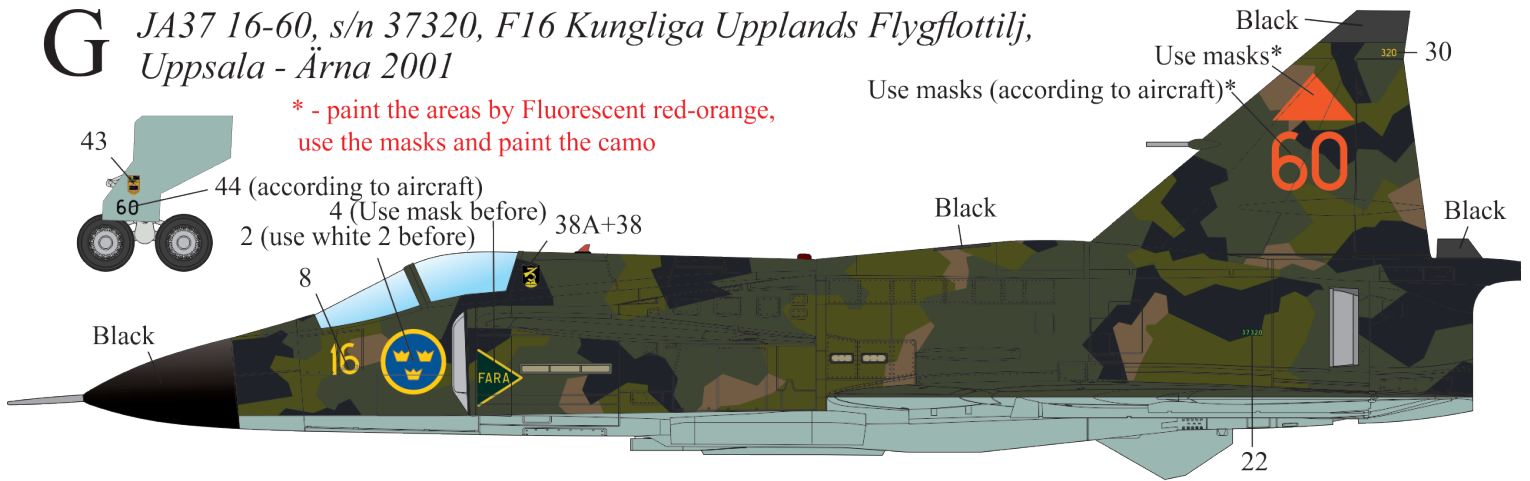 G
JA37 16-60, s/n 37320, F16 Kungliga Upplands Flygflottilj,
Uppsala - Ärna 2001
* - paint the areas by Fluorescent red-orange,
use the masks and paint the camo
Black
Use masks*
Use masks (according to aircraft)*
320
30
60
43
44 (according to aircraft)
60
4 (Use mask before)
2 (use white 2 before)
38A+38
Black
Black
8
Black
16
FARA
37320
22